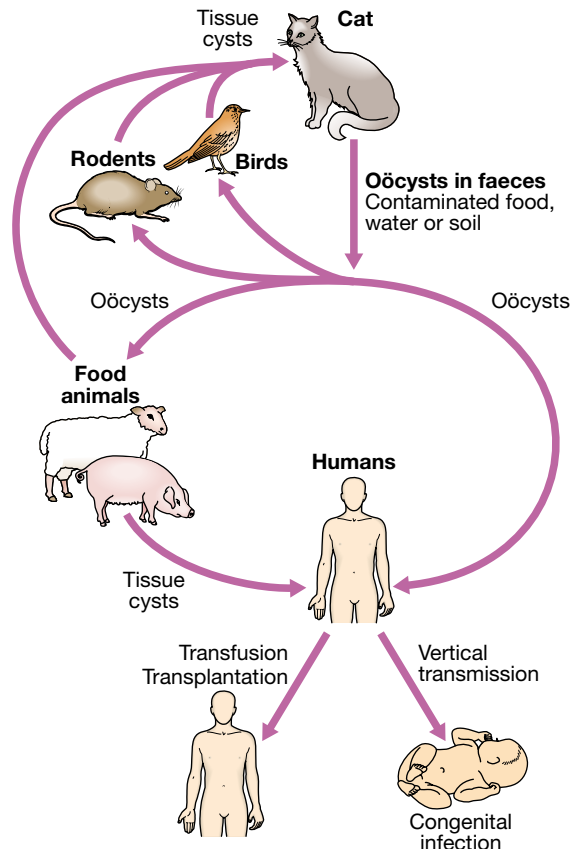 Tissue
cysts
Cat
Rodents
Birds
Oöcysts in faeces
Contaminated food,
water or soil
Oöcysts
Oöcysts
Food
animals
Humans
Tissue
cysts
Transfusion
Transplantation
Vertical
transmission
Congenital
infection